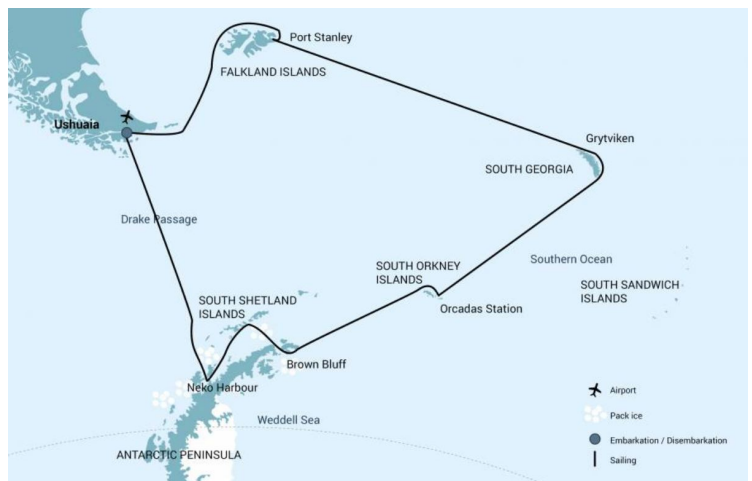 Port Stanley
FALKLAND ISLANDS
Ushuaia
Grytviken
SOUTH GEORGIA
Drake Passage
Southern Ocean
SOUTH ORKNEY
ISLANDS
SOUTH SANDWICH
ISLANDS
SOUTH SHETLAND
ISLANDS
Orcadas Station
Brown Bluff
Neko Harbour
Weddell Sea
ANTARCTIC PENINSULA
Airport
Pack ice
Embarkation / Disembarkation
Sailing